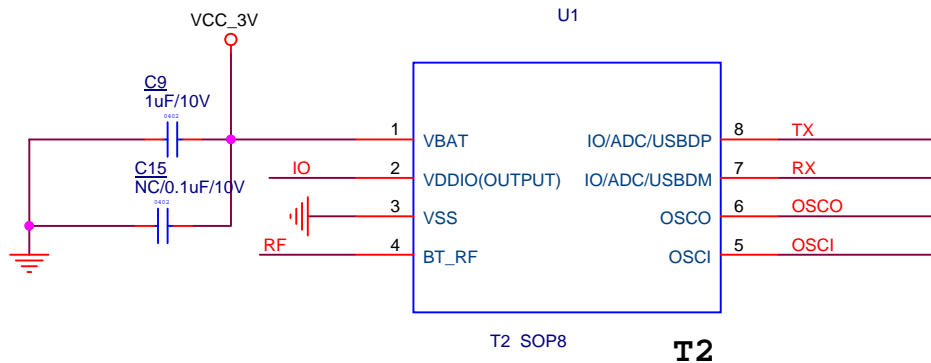 U1
VCC_3V
C9
1uF/10V
0402
1 VBAT IO/ADC/USBDP 8 TX
C15
NC/0.1uF/10V
0402
IO 2 VDDIO(OUTPUT) IO/ADC/USBDM 7 RX
3 VSS OSCO 6 OSCO
RF 4 BT_RF OSCI 5 OSCI
T2 SOP8
T2